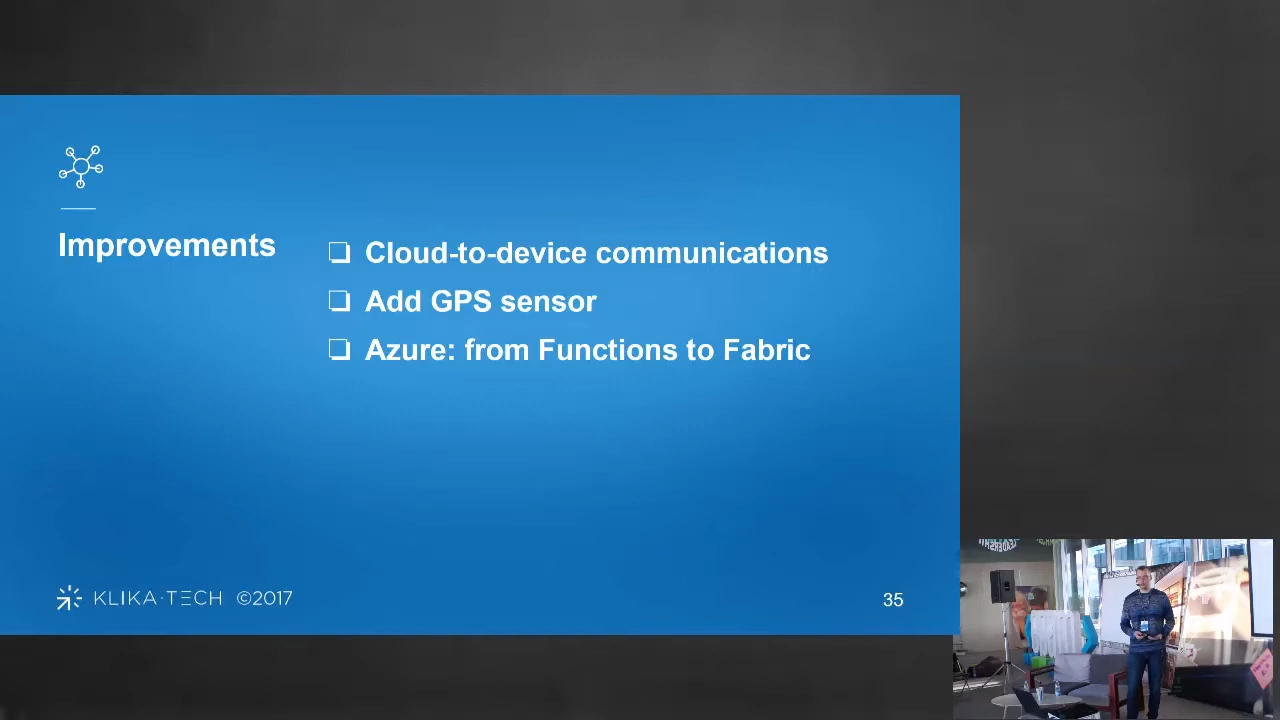 Improvements
❏ Cloud-to-device communications
❏ Add GPS sensor
❏ Azure: from Functions to Fabric
KLIKA·TECH ©2017
35